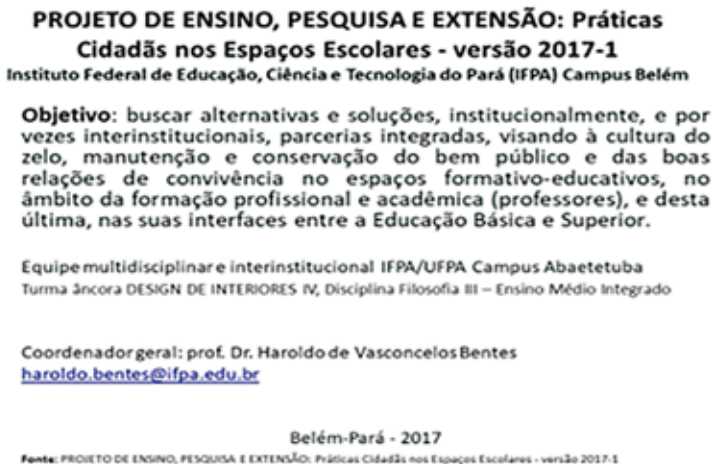 PROJETO DE ENSINO, PESQUISA E EXTENSÃO: Práticas
Cidadãs nos Espaços Escolares - versão 2017-1
Instituto Federal de Educação, Ciência e Tecnologia do Pará (IFPA) Campus Belém
Objetivo: buscar alternativas e soluções, institucionalmente, e por
vezes interinstitucionais, parcerias integradas, visando à cultura do
zelo, manutenção e conservação do bem público e das boas
relações de convivência no espaços formativo-educativos, no
âmbito da formação profissional e acadêmica (professores), e desta
última, nas suas interfaces entre a Educação Básica e Superior.
Equipe multidisciplinar e interinstitucional IFPA/UFPA Campus Abaetetuba
Turma âncora DESIGN DE INTERIORES IV, Disciplina Filosofia III – Ensino Médio Integrado
Coordenador geral: prof. Dr. Haroldo de Vasconcelos Bentes
haroldo.bentes@ifpa.edu.br
Belém-Pará - 2017
Fonte: PROJETO DE ENSINO, PESQUISA E EXTENSÃO: Práticas Cidadãs nos Espaços Escolares - versão 2017-1